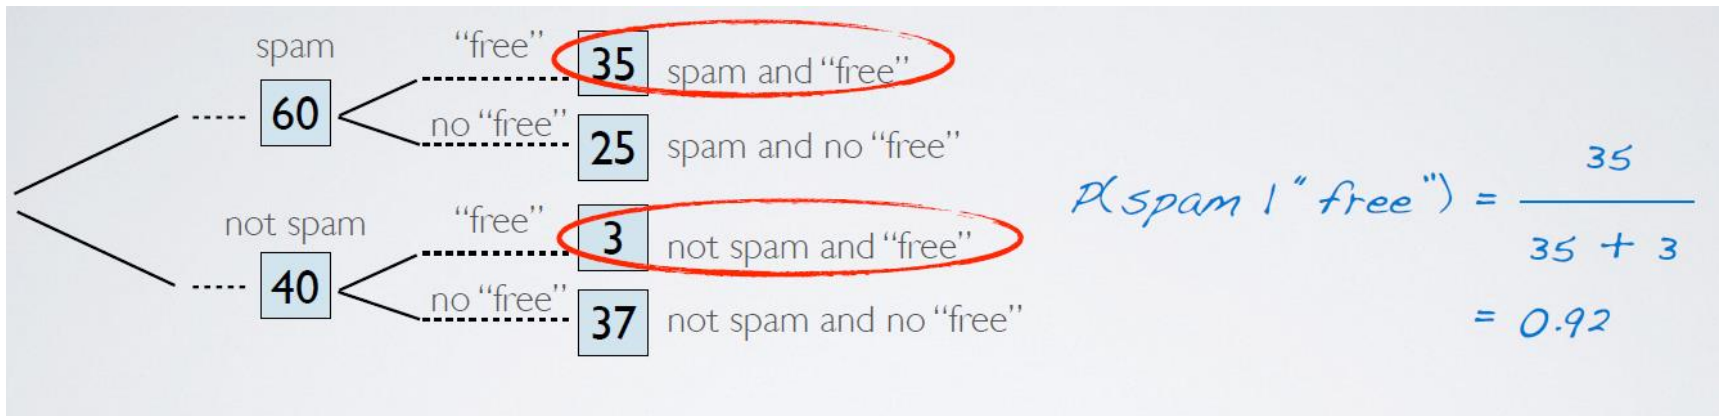 spam
60
"free"
35 spam and "free"
no "free"
25 spam and no "free"
not spam
40
"free"
3 not spam and "free"
no "free"
37 not spam and no "free"
P(spam | "free") = 35
35 + 3
= 0.92